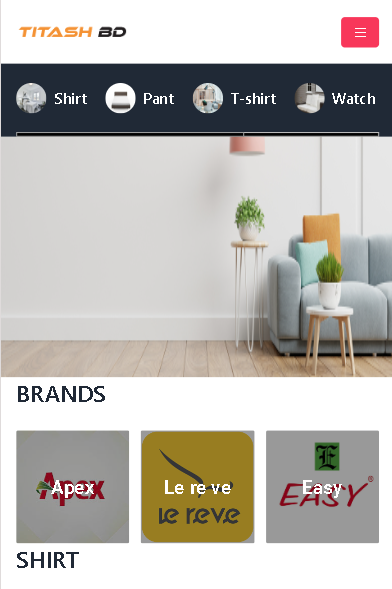 TITASH BD
Shirt Pant T-shirt Watch
BRANDS
Apex Le re ve Easy
Apex le reve E EASY®
SHIRT